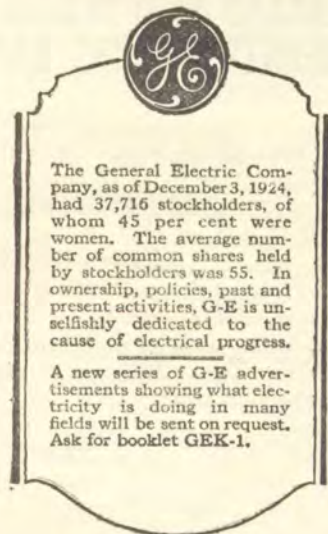 GE
The General Electric Com-
pany, as of December 3, 1924,
had 37,716 stockholders, of
whom 45 per cent were
women. The average num-
ber of common shares held
by stockholders was 55. In
ownership, policies, past and
present activities, G-E is un-
selfishly dedicated to the
cause of electrical progress.
A new series of G-E adver-
tisements showing what elec-
tricity is doing in many
fields will be sent on request.
Ask for booklet GEK-1.